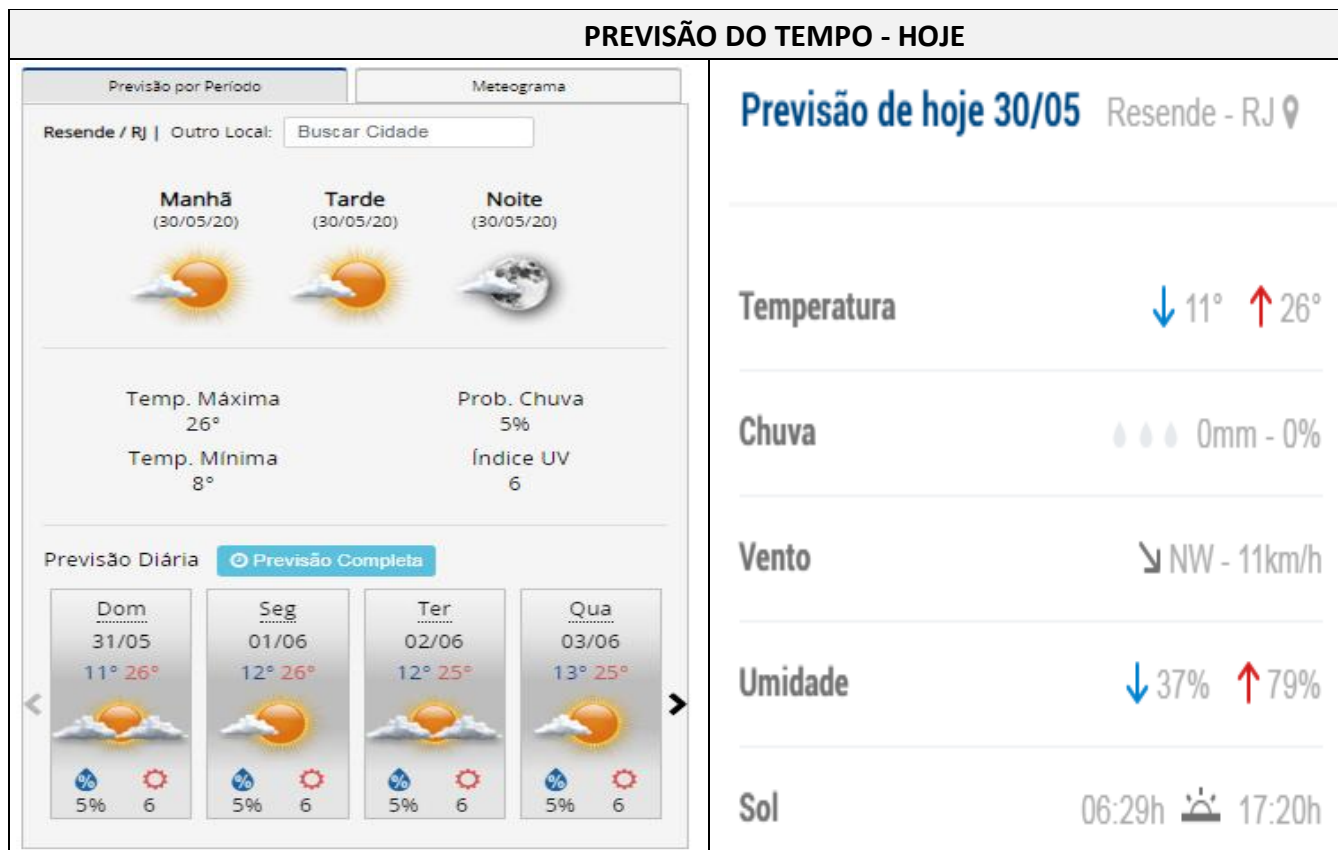 PREVISÃO DO TEMPO - HOJE
Previsão por Período
Meteograma
Resende / RJ | Outro Local: Buscar Cidade
Manhã Tarde Noite
(30/05/20) (30/05/20) (30/05/20)
Temp. Máxima Prob. Chuva
26° 5%
Temp. Mínima Índice UV
8° 6
Previsão Diária Previsão Completa
Dom Seg Ter Qua
31/05 01/06 02/06 03/06
11° 26° 12° 26° 12° 25° 13° 25°
% % % %
5% 6 5% 6 5% 6 5% 6
Previsão de hoje 30/05 Resende - RJ
Temperatura 11° 26°
Chuva 0mm - 0%
Vento NW - 11km/h
Umidade 37% 79%
Sol 06:29h 17:20h